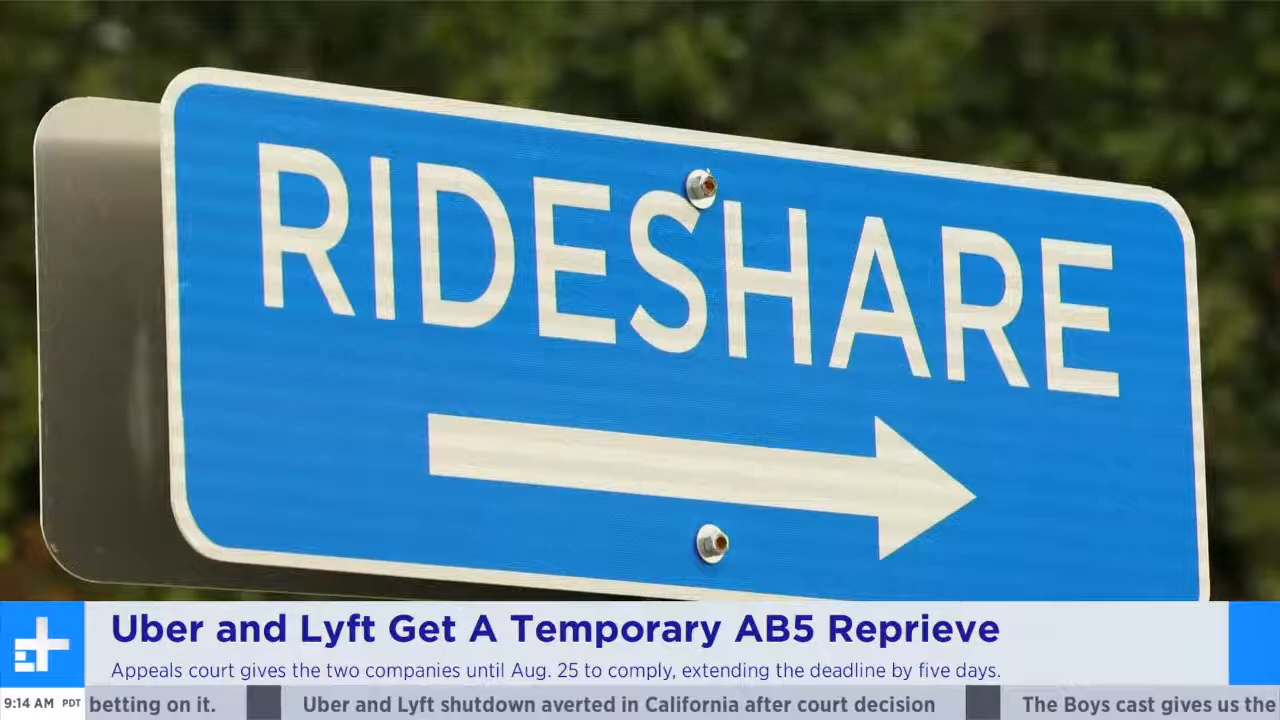 RIDESHARE
Uber and Lyft Get A Temporary AB5 Reprieve
Appeals court gives the two companies until Aug. 25 to comply, extending the deadline by five days.
9:14 AM PDT betting on it. Uber and Lyft shutdown averted in California after court decision The Boys cast gives us the